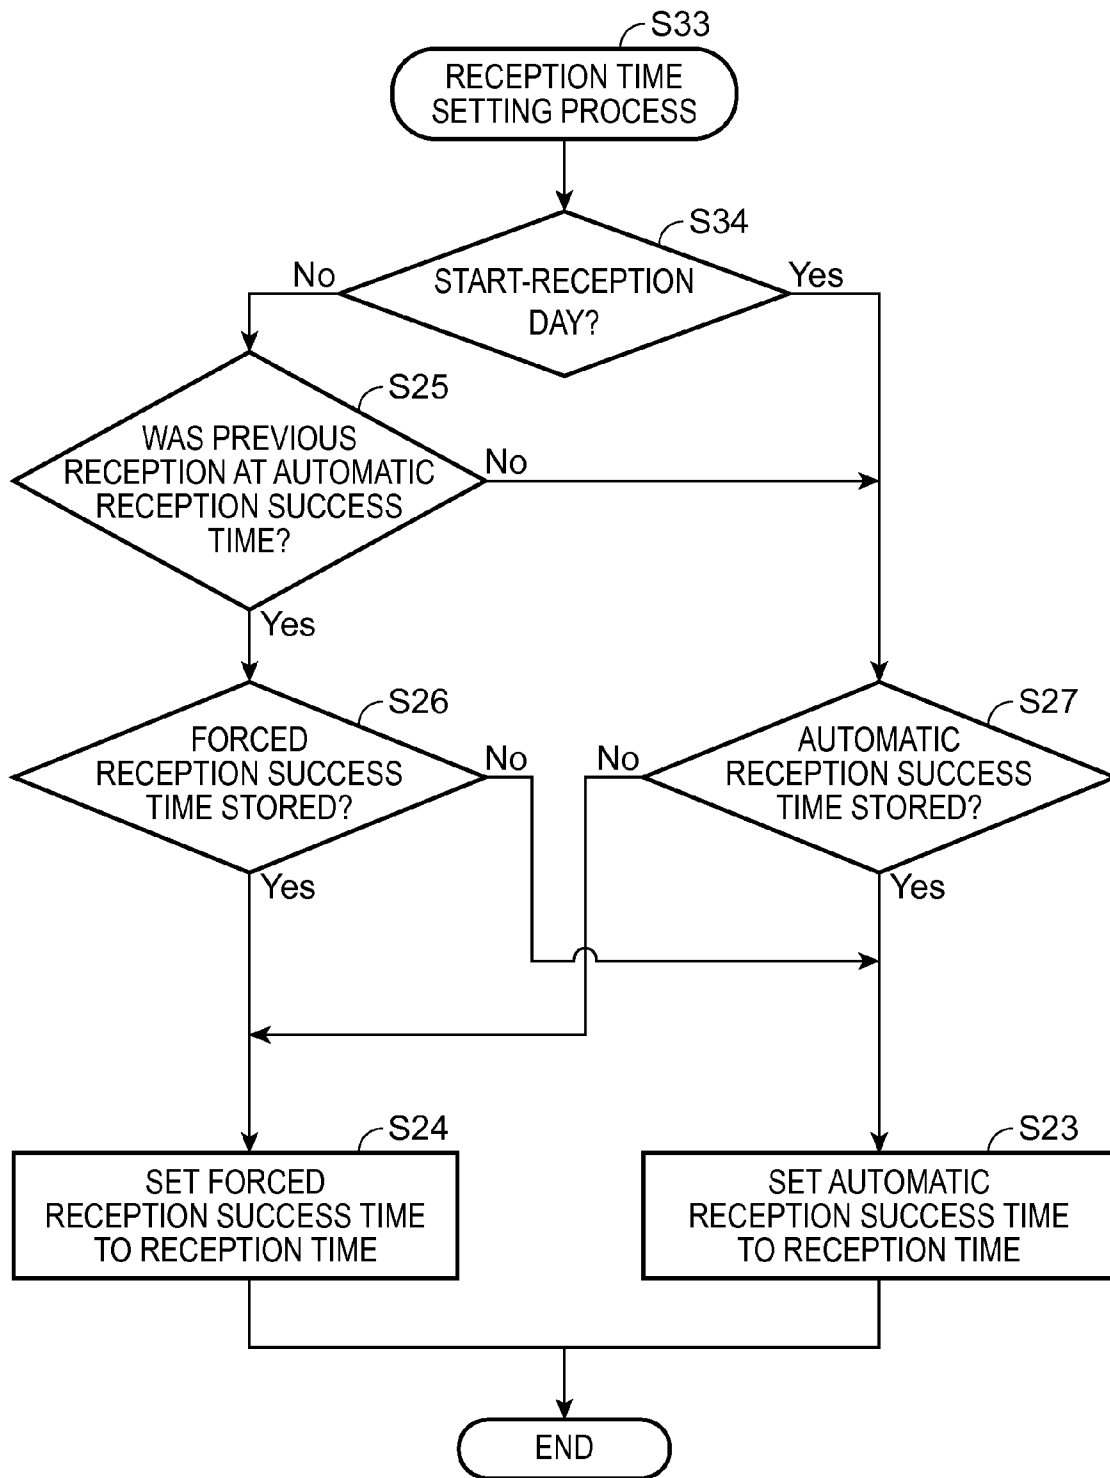 S33
RECEPTION TIME
SETTING PROCESS
S34
START-RECEPTION
DAY?
No
Yes
S25
WAS PREVIOUS
RECEPTION AT AUTOMATIC
RECEPTION SUCCESS
TIME?
No
Yes
S26
FORCED
RECEPTION SUCCESS
TIME STORED?
No
Yes
S27
AUTOMATIC
RECEPTION SUCCESS
TIME STORED?
No
Yes
S24
SET FORCED
RECEPTION SUCCESS TIME
TO RECEPTION TIME
S23
SET AUTOMATIC
RECEPTION SUCCESS TIME
TO RECEPTION TIME
END